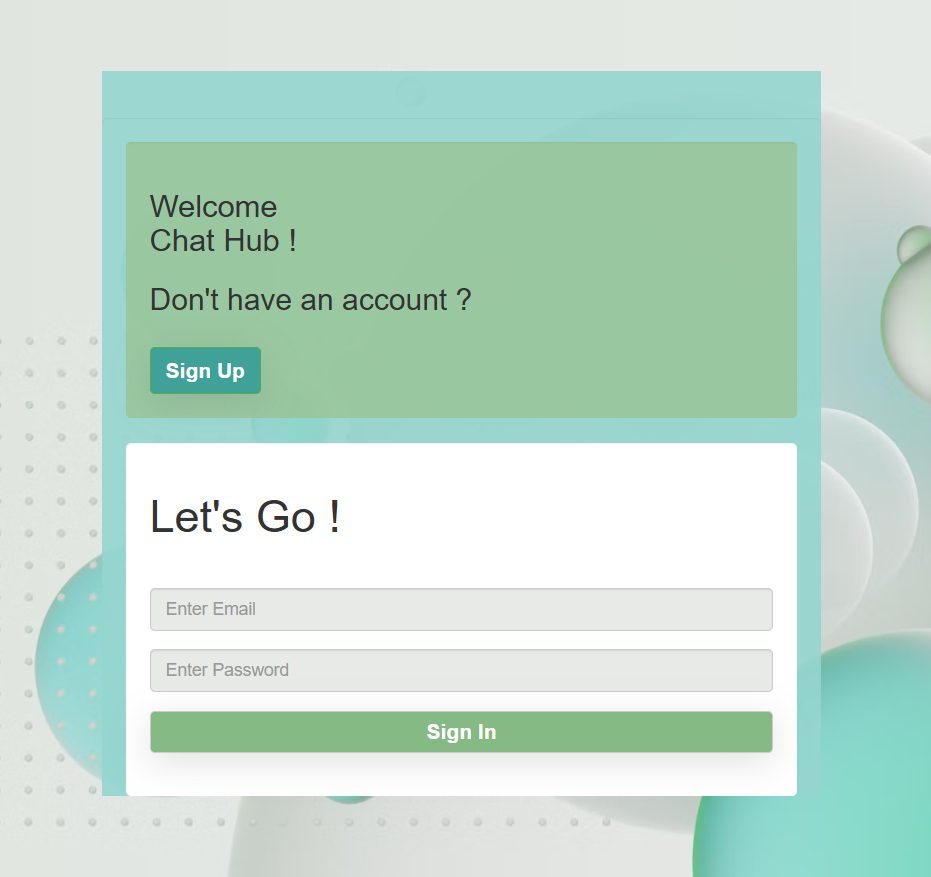 Welcome
Chat Hub !
Don't have an account ?
Sign Up
Let's Go !
Enter Email
Enter Password
Sign In